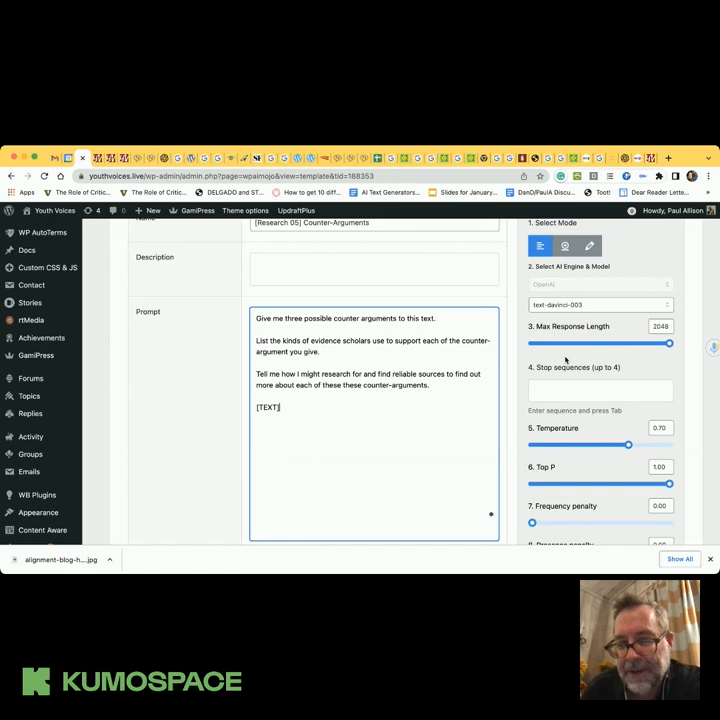 youthvoices.live/wp-admin/admin.php?page=wpaimojo&view=template&tid=188353
Apps
The Role of Critic...
The Role of Critic...
DELGADO and ST...
How to get 10 diff...
AI Text Generators...
Slides for January...
DanD/PaulA Discu...
Toot!
Dear Reader Lette...
Youth Voices
4
0
New
GamiPress
Theme options
UpdraftPlus
Howdy, Paul Allison
WP AutoTerms
Docs
Custom CSS & JS
Contact
Stories
rtMedia
Achievements
GamiPress
Forums
Topics
Replies
Activity
Groups
Emails
WB Plugins
Appearance
Content Aware
[Research 05] Counter-Arguments
Description
Prompt
Give me three possible counter arguments to this text.
List the kinds of evidence scholars use to support each of the counter-
argument you give.
Tell me how I might research for and find reliable sources to find out
more about each of these these counter-arguments.
[TEXT]
1. Select Mode
2. Select AI Engine & Model
OpenAI
text-davinci-003
3. Max Response Length
2048
4. Stop sequences (up to 4)
Enter sequence and press Tab
5. Temperature
0.70
6. Top P
1.00
7. Frequency penalty
0.00
alignment-blog-h....jpg
Show All
KUMOSPACE